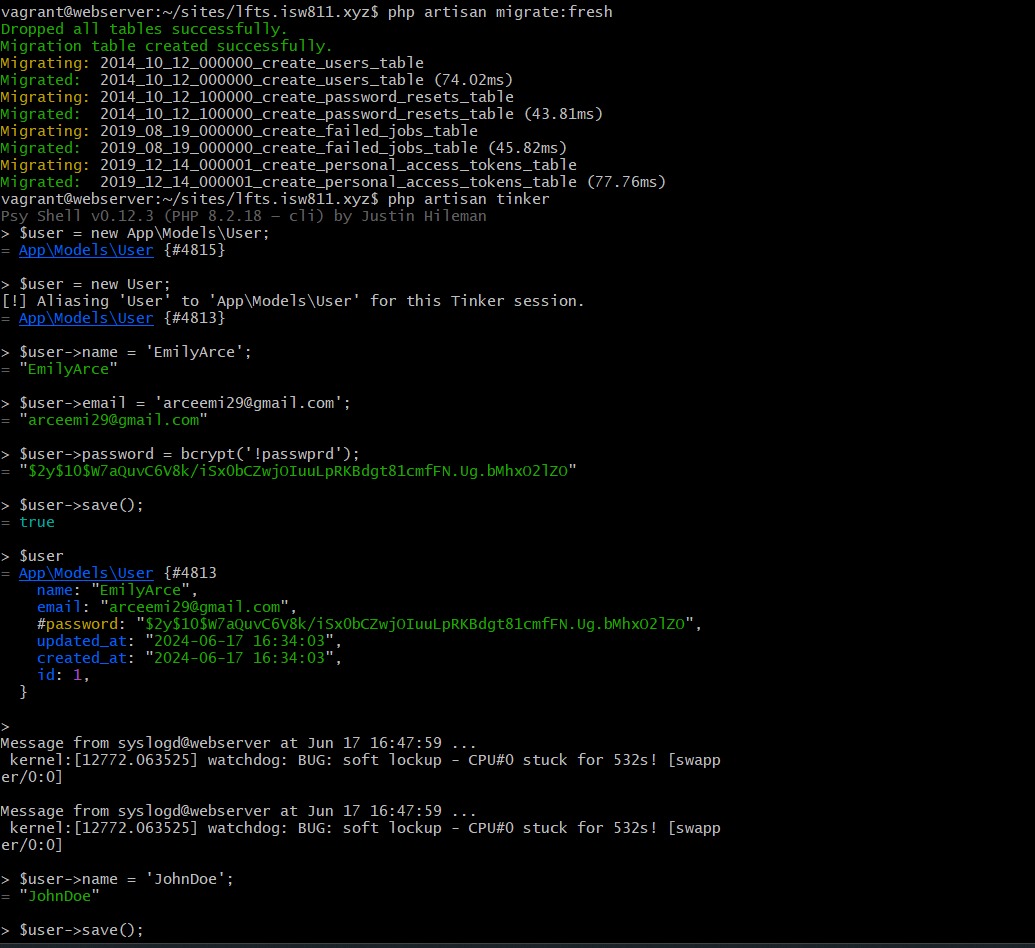 vagrant@webserver:~/sites/lfts.isw811.xyz$ php artisan migrate:fresh
Dropped all tables successfully.
Migration table created successfully.
Migrating: 2014_10_12_000000_create_users_table
Migrated:  2014_10_12_000000_create_users_table (74.02ms)
Migrating: 2014_10_12_100000_create_password_resets_table
Migrated:  2014_10_12_100000_create_password_resets_table (43.81ms)
Migrating: 2019_08_19_000000_create_failed_jobs_table
Migrated:  2019_08_19_000000_create_failed_jobs_table (45.82ms)
Migrating: 2019_12_14_000001_create_personal_access_tokens_table
Migrated:  2019_12_14_000001_create_personal_access_tokens_table (77.76ms)
vagrant@webserver:~/sites/lfts.isw811.xyz$ php artisan tinker
Psy Shell v0.12.3 (PHP 8.2.18 — cli) by Justin Hileman
> $user = new App\Models\User;
= App\Models\User {#4815}
> $user = new User;
[!] Aliasing 'User' to 'App\Models\User' for this Tinker session.
= App\Models\User {#4813}
> $user->name = 'EmilyArce';
= "EmilyArce"
> $user->email = 'arceemi29@gmail.com';
= "arceemi29@gmail.com"
> $user->password = bcrypt('!passwprd');
= "$2y$10$W7aQuvC6V8k/iSx0bCZwjOIuuLpRKBdgt81cmfFN.Ug.bMhxO2lZO"
> $user->save();
= true
> $user
= App\Models\User {#4813
    name: "EmilyArce",
    email: "arceemi29@gmail.com",
    #password: "$2y$10$W7aQuvC6V8k/iSx0bCZwjOIuuLpRKBdgt81cmfFN.Ug.bMhxO2lZO",
    updated_at: "2024-06-17 16:34:03",
    created_at: "2024-06-17 16:34:03",
    id: 1,
  }
>
Message from syslogd@webserver at Jun 17 16:47:59 ...
 kernel:[12772.063525] watchdog: BUG: soft lockup - CPU#0 stuck for 532s! [swapp
er/0:0]
Message from syslogd@webserver at Jun 17 16:47:59 ...
 kernel:[12772.063525] watchdog: BUG: soft lockup - CPU#0 stuck for 532s! [swapp
er/0:0]
> $user->name = 'JohnDoe';
= "JohnDoe"
> $user->save();